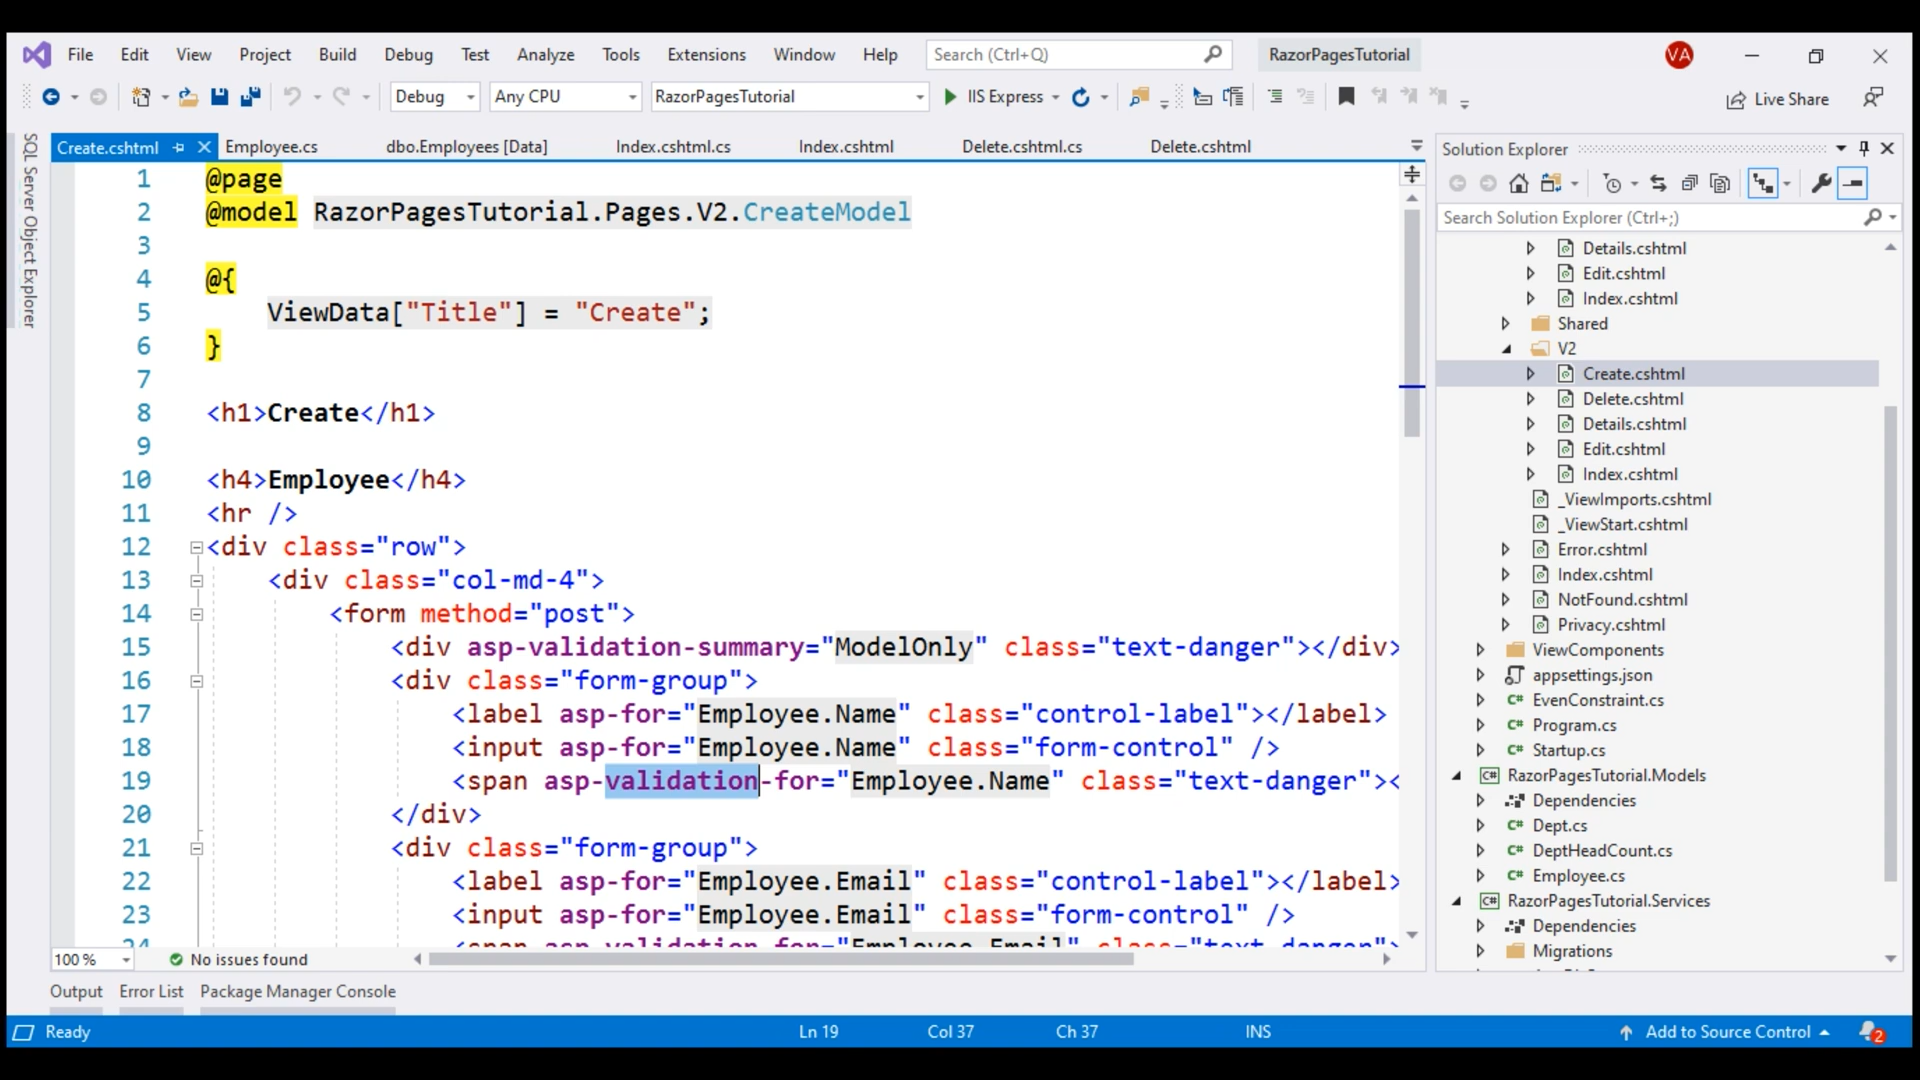 File Edit View Project Build Debug Test Analyze Tools Extensions Window Help Search (Ctrl+Q) RazorPagesTutorial VA
Debug Any CPU RazorPagesTutorial IIS Express Live Share
SQL Server Object Explorer
Create.cshtml Employee.cs dbo.Employees [Data] Index.cshtml.cs Index.cshtml Delete.cshtml.cs Delete.cshtml
1 @page
2 @model RazorPagesTutorial.Pages.V2.CreateModel
3
4 @{
5 ViewData["Title"] = "Create";
6 }
7
8 <h1>Create</h1>
9
10 <h4>Employee</h4>
11 <hr />
12 <div class="row">
13 <div class="col-md-4">
14 <form method="post">
15 <div asp-validation-summary="ModelOnly" class="text-danger"></div>
16 <div class="form-group">
17 <label asp-for="Employee.Name" class="control-label"></label>
18 <input asp-for="Employee.Name" class="form-control" />
19 <span asp-validation-for="Employee.Name" class="text-danger"><
20 </div>
21 <div class="form-group">
22 <label asp-for="Employee.Email" class="control-label"></label>
23 <input asp-for="Employee.Email" class="form-control" />
24 <span asp-validation-for="Employee.Email" class="text-danger">
100 % No issues found
Output Error List Package Manager Console
Ready Ln 19 Col 37 Ch 37 INS Add to Source Control 2
Solution Explorer
Search Solution Explorer (Ctrl+;)
Details.cshtml
Edit.cshtml
Index.cshtml
Shared
V2
Create.cshtml
Delete.cshtml
Details.cshtml
Edit.cshtml
Index.cshtml
_ViewImports.cshtml
_ViewStart.cshtml
Error.cshtml
Index.cshtml
NotFound.cshtml
Privacy.cshtml
ViewComponents
appsettings.json
C# EvenConstraint.cs
C# Program.cs
C# Startup.cs
C# RazorPagesTutorial.Models
Dependencies
C# Dept.cs
C# DeptHeadCount.cs
C# Employee.cs
C# RazorPagesTutorial.Services
Dependencies
Migrations